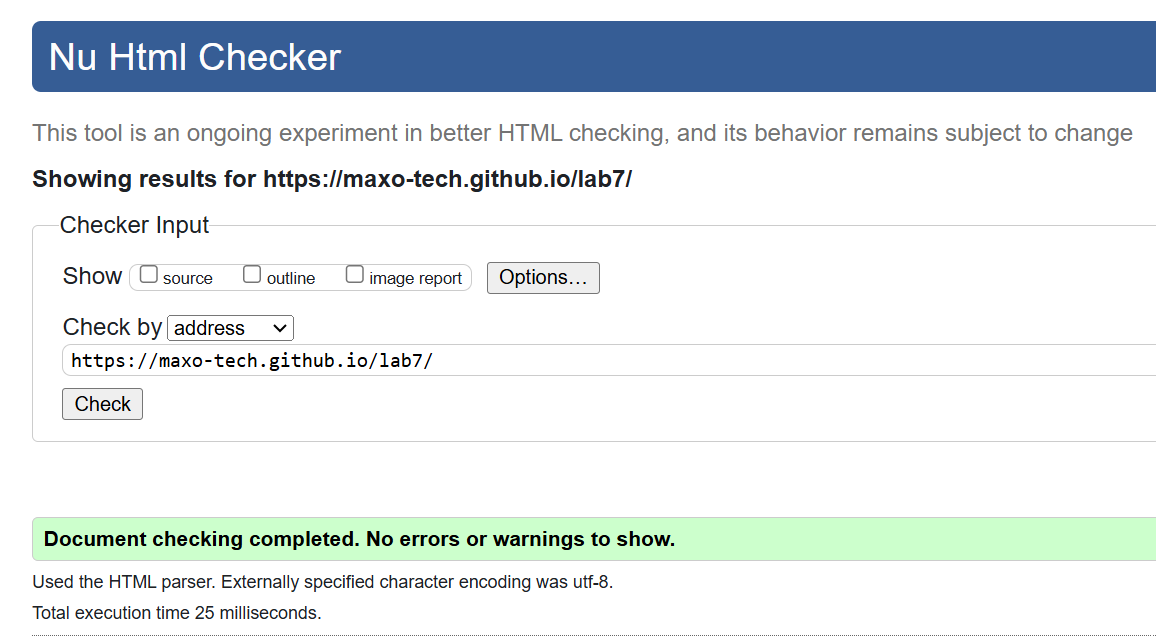 Nu Html Checker
This tool is an ongoing experiment in better HTML checking, and its behavior remains subject to change
Showing results for https://maxo-tech.github.io/lab7/
Checker Input
Show source outline image report Options...
Check by address
https://maxo-tech.github.io/lab7/
Check
Document checking completed. No errors or warnings to show.
Used the HTML parser. Externally specified character encoding was utf-8.
Total execution time 25 milliseconds.